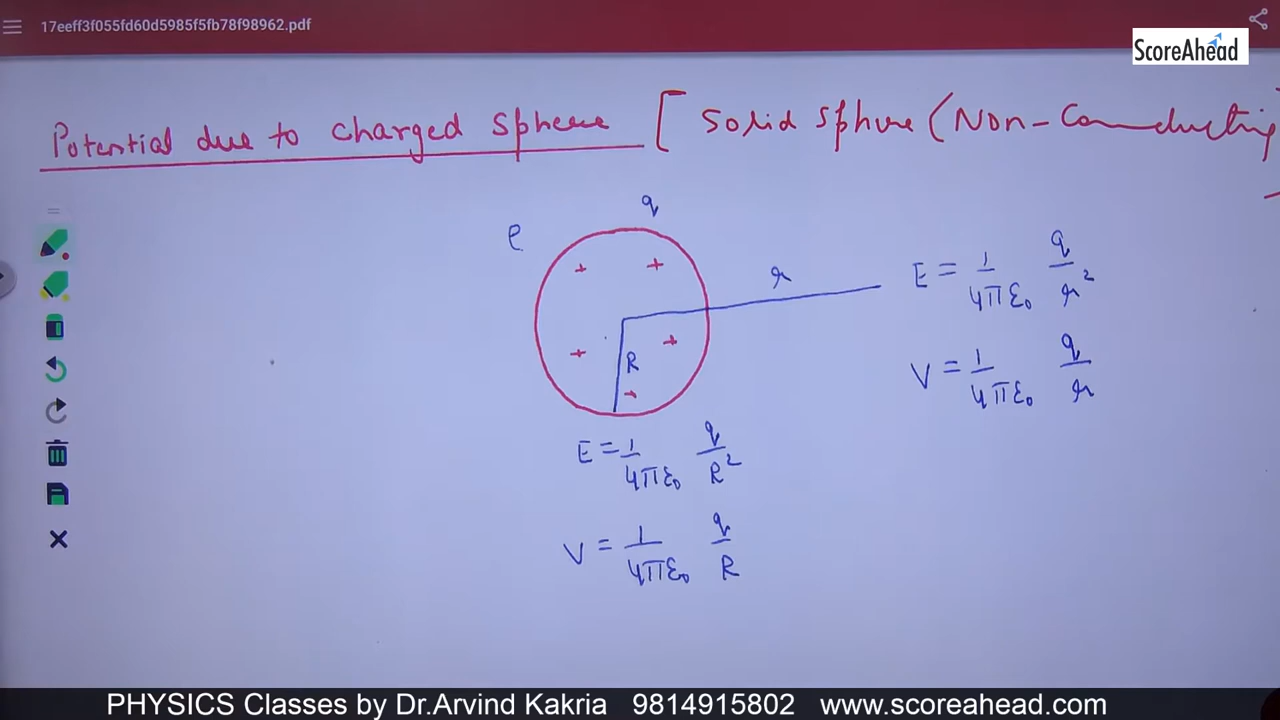 17eeff3f055fd60d5985f5fb78f98962.pdf
ScoreAhead
Potential due to charged sphere [ Solid sphere (Non-Conducting
q
ρ
+ +
r
+ +
R
+
E = 1/4πε₀ q/r²
V = 1/4πε₀ q/r
E = 1/4πε₀ q/R²
V = 1/4πε₀ q/R
PHYSICS Classes by Dr.Arvind Kakria 9814915802 www.scoreahead.com